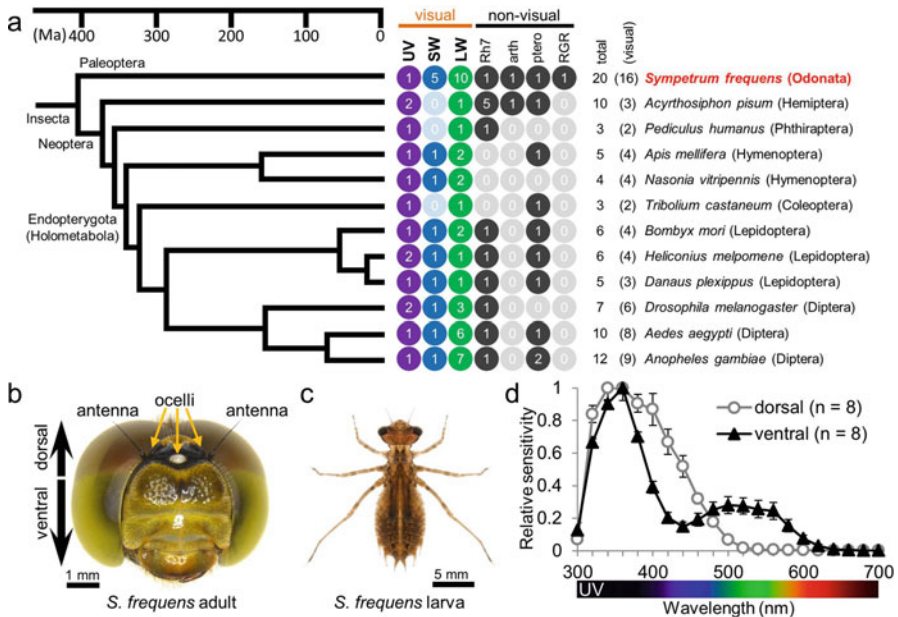 a
(Ma) 400 300 200 100 0
visual non-visual
UV SW LW Rh7 arth ptero RGR total (visual)
Paleoptera
Insecta
Neoptera
Endopterygota
(Holometabola)
1 5 10 1 1 1 1 20 (16) Sympetrum frequens (Odonata)
2 0 1 5 1 1 0 10 (3) Acyrthosiphon pisum (Hemiptera)
1 0 1 1 0 0 0 3 (2) Pediculus humanus (Phthiraptera)
1 1 2 0 0 1 0 5 (4) Apis mellifera (Hymenoptera)
1 1 2 0 0 0 0 4 (4) Nasonia vitripennis (Hymenoptera)
1 0 1 0 0 1 0 3 (2) Tribolium castaneum (Coleoptera)
1 1 2 1 0 1 0 6 (4) Bombyx mori (Lepidoptera)
2 1 1 1 0 1 0 6 (4) Heliconius melpomene (Lepidoptera)
1 1 1 1 0 1 0 5 (3) Danaus plexippus (Lepidoptera)
2 1 3 1 0 0 0 7 (6) Drosophila melanogaster (Diptera)
1 1 6 1 0 1 0 10 (8) Aedes aegypti (Diptera)
1 1 7 1 0 2 0 12 (9) Anopheles gambiae (Diptera)
b
antenna ocelli antenna
dorsal
ventral
1 mm
S. frequens adult
c
5 mm
S. frequens larva
d
Relative sensitivity
1
0.8
0.6
0.4
0.2
0
dorsal (n = 8)
ventral (n = 8)
300 400 500 600 700
UV
Wavelength (nm)